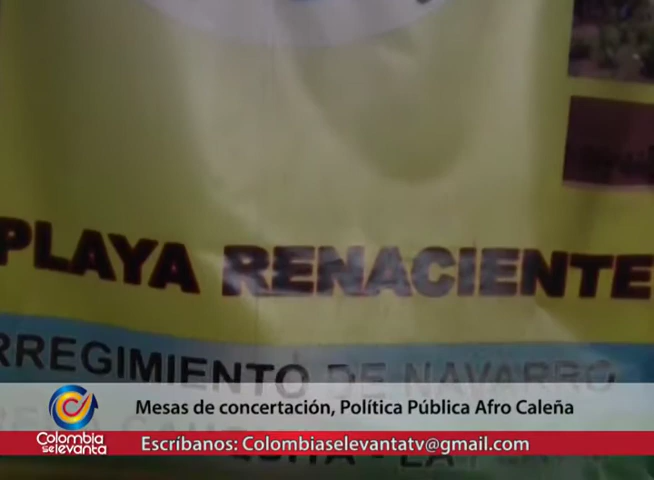 PLAYA RENACIENTE
RREGIMIENTO DE NAVARRO
Mesas de concertación, Política Pública Afro Caleña
Colombia
se levanta
Escríbanos: Colombiaselevantatv@gmail.com